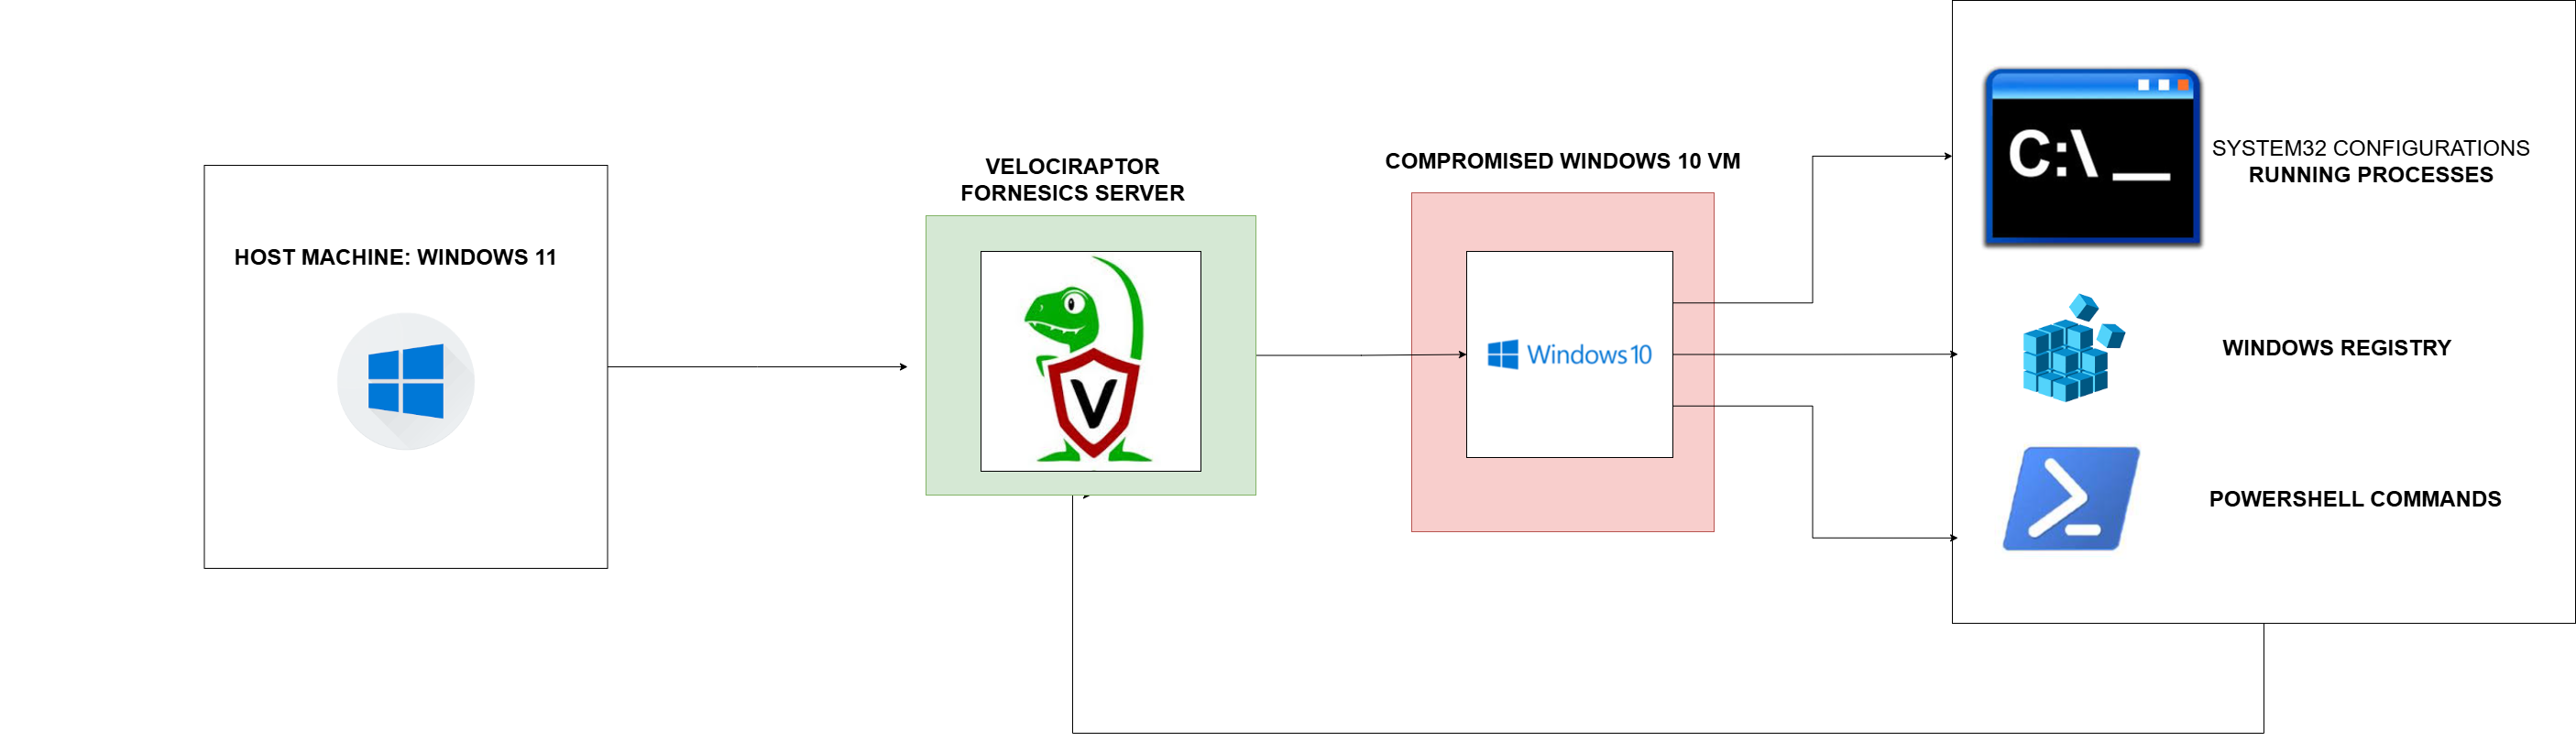 HOST MACHINE: WINDOWS 11
VELOCIRAPTOR
FORNESICS SERVER
V
COMPROMISED WINDOWS 10 VM
Windows 10
C:\ _
SYSTEM32 CONFIGURATIONS
RUNNING PROCESSES
WINDOWS REGISTRY
POWERSHELL COMMANDS